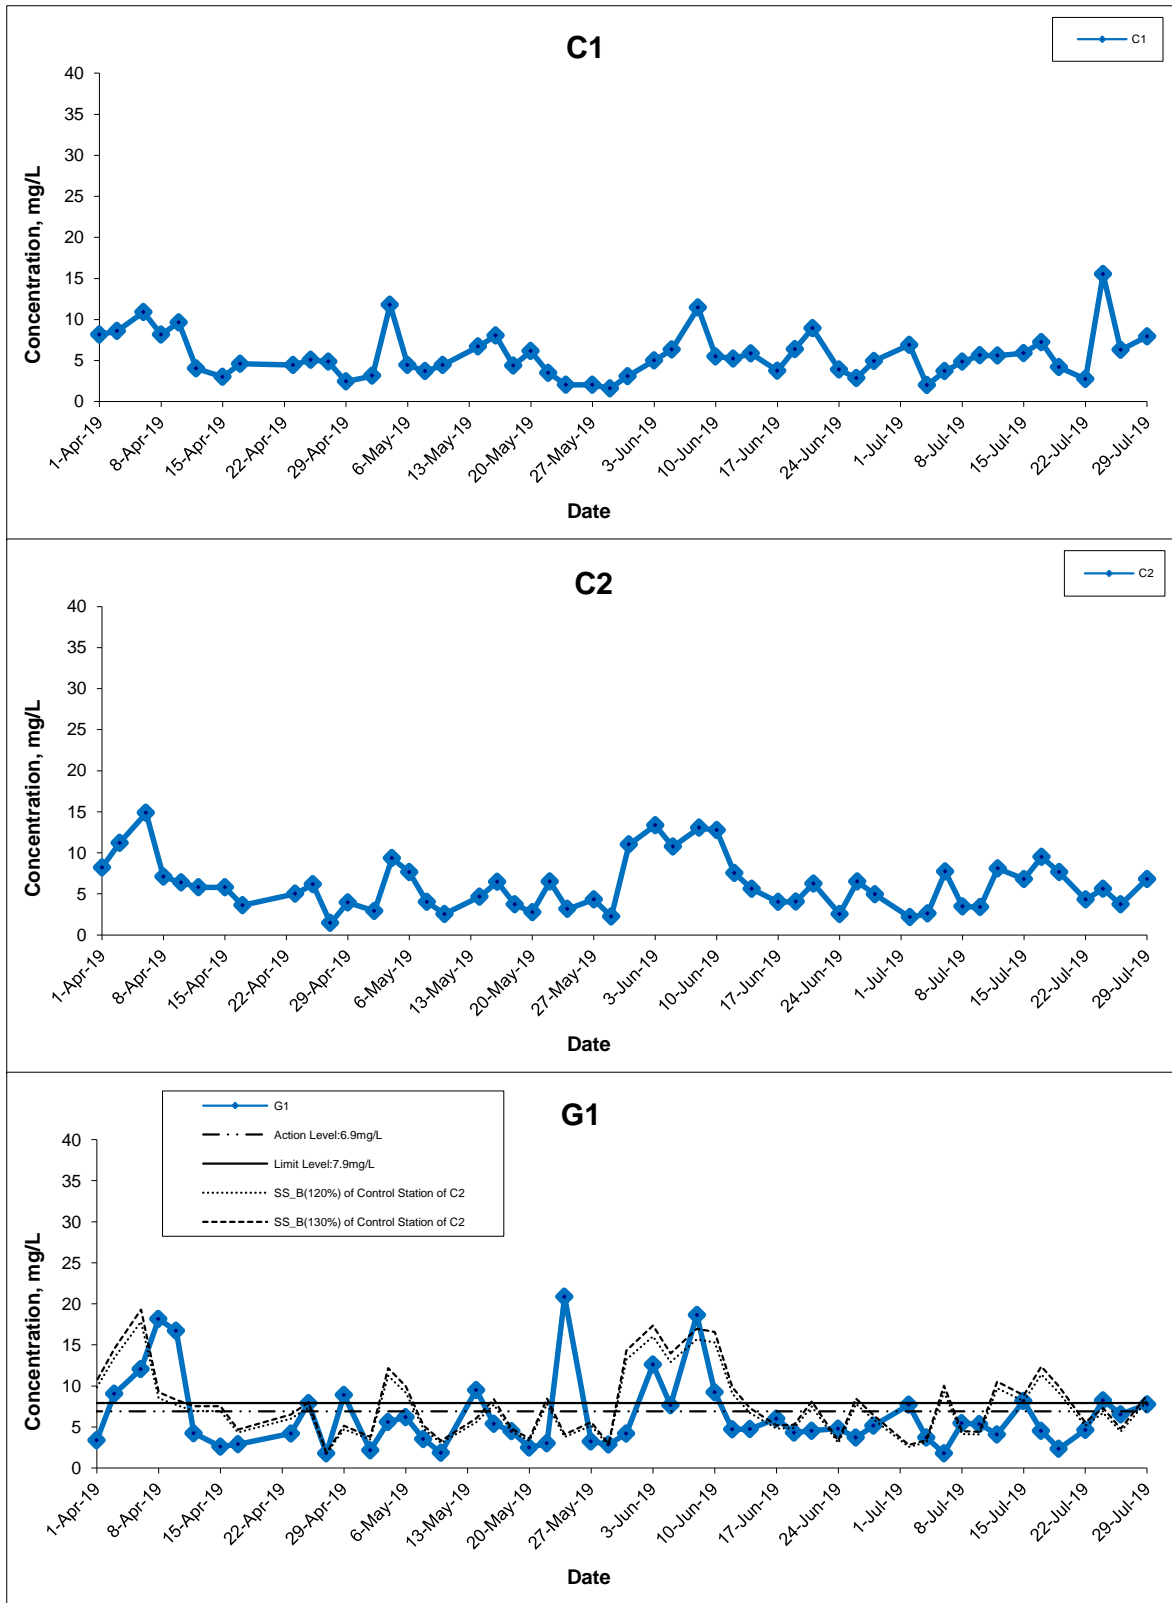 C1
C1
Concentration, mg/L
40
35
30
25
20
15
10
5
0
1-Apr-19
8-Apr-19
15-Apr-19
22-Apr-19
29-Apr-19
6-May-19
13-May-19
20-May-19
27-May-19
3-Jun-19
10-Jun-19
17-Jun-19
24-Jun-19
1-Jul-19
8-Jul-19
15-Jul-19
22-Jul-19
29-Jul-19
Date
C2
C2
Concentration, mg/L
40
35
30
25
20
15
10
5
0
1-Apr-19
8-Apr-19
15-Apr-19
22-Apr-19
29-Apr-19
6-May-19
13-May-19
20-May-19
27-May-19
3-Jun-19
10-Jun-19
17-Jun-19
24-Jun-19
1-Jul-19
8-Jul-19
15-Jul-19
22-Jul-19
29-Jul-19
Date
G1
G1
Action Level:6.9mg/L
Limit Level:7.9mg/L
SS_B(120%) of Control Station of C2
SS_B(130%) of Control Station of C2
Concentration, mg/L
40
35
30
25
20
15
10
5
0
1-Apr-19
8-Apr-19
15-Apr-19
22-Apr-19
29-Apr-19
6-May-19
13-May-19
20-May-19
27-May-19
3-Jun-19
10-Jun-19
17-Jun-19
24-Jun-19
1-Jul-19
8-Jul-19
15-Jul-19
22-Jul-19
29-Jul-19
Date